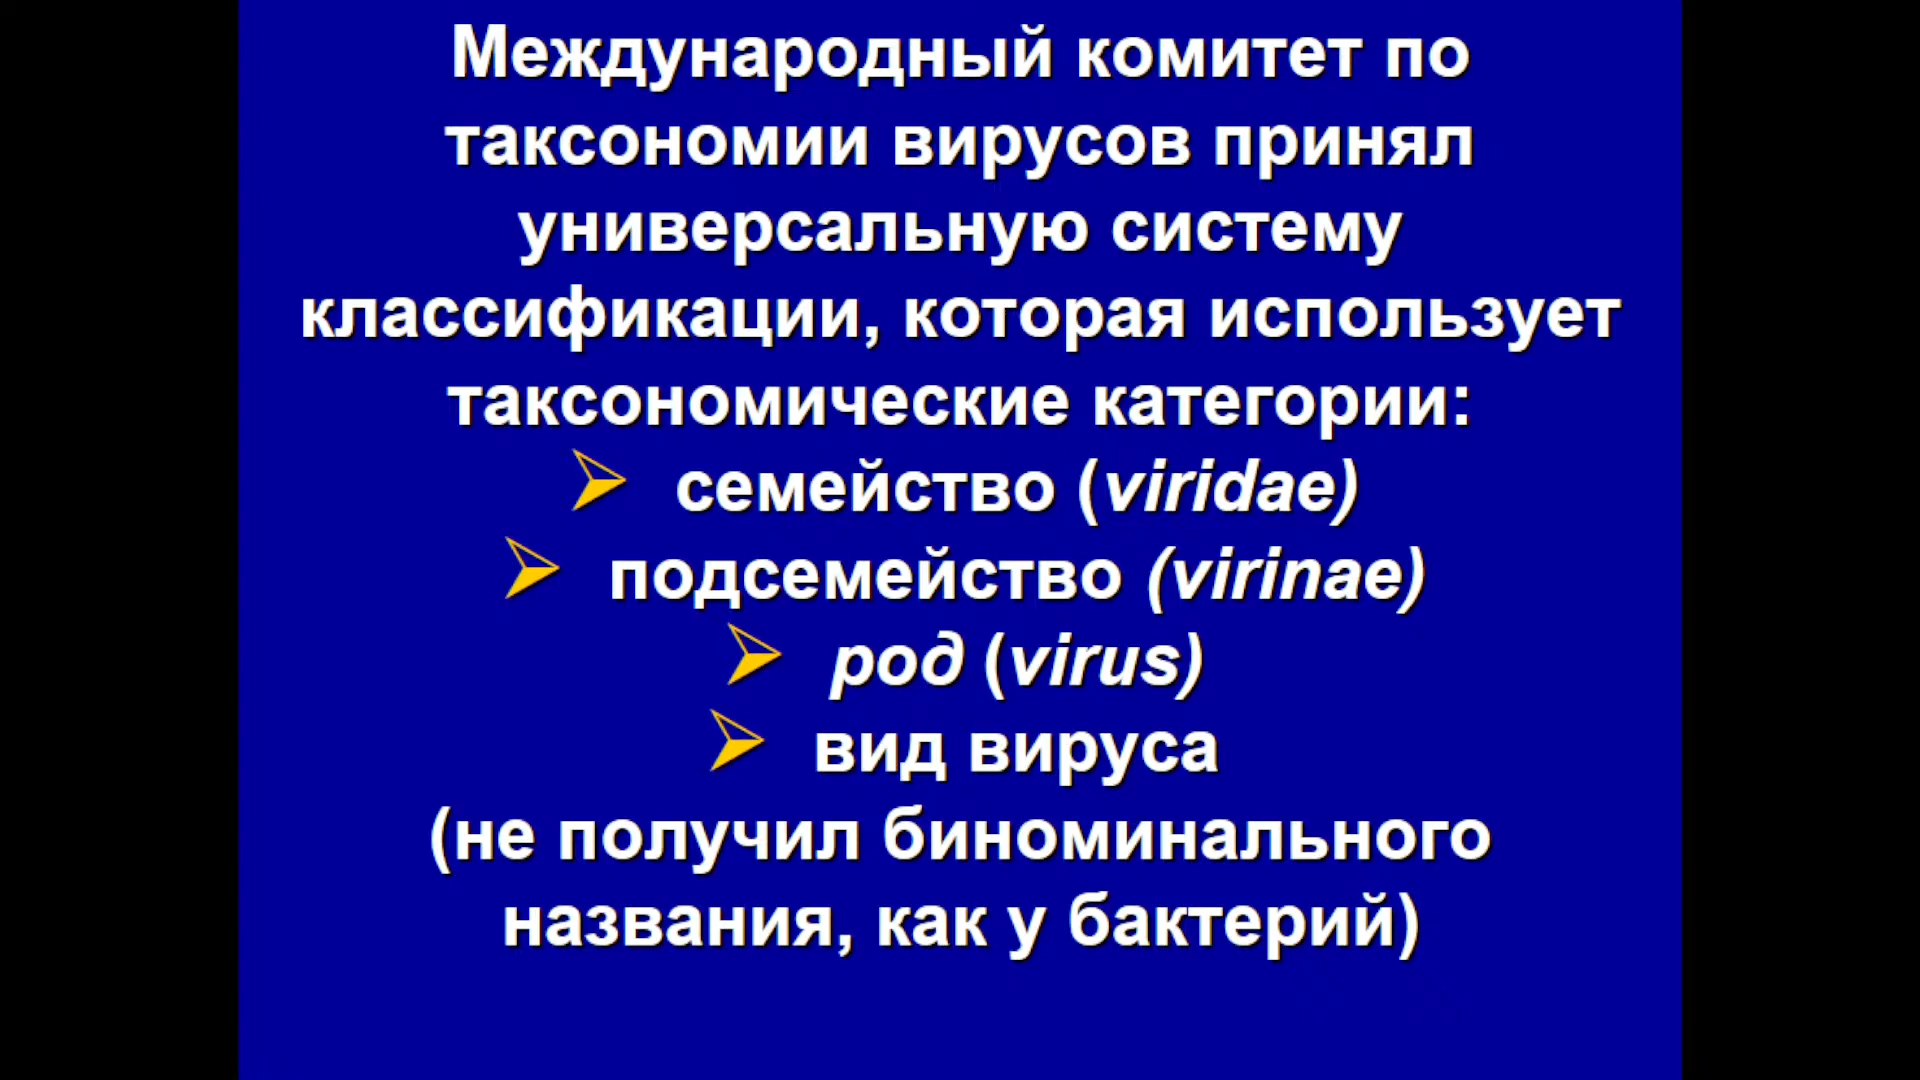 Международный комитет по
таксономии вирусов принял
универсальную систему
классификации, которая использует
таксономические категории:
семейство (viridae)
подсемейство (virinae)
род (virus)
вид вируса
(не получил биноминального
названия, как у бактерий)